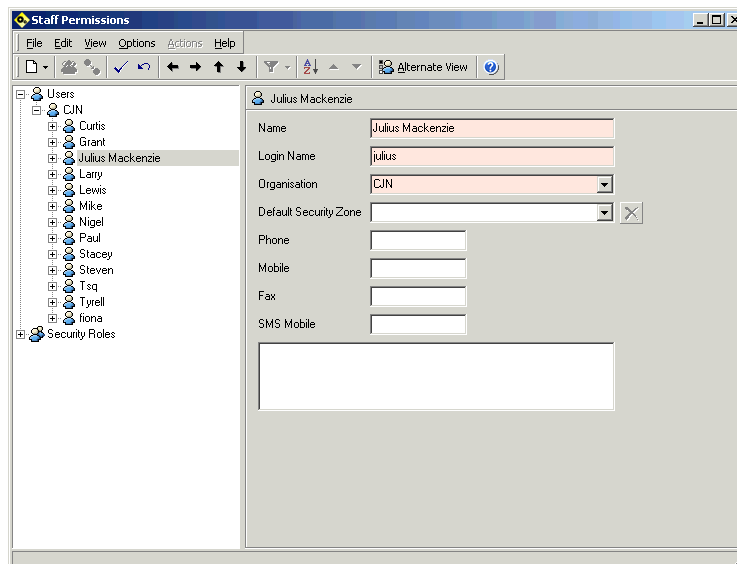 Staff Permissions
File Edit View Options Actions Help
Alternate View
Users
CJN
Curtis
Grant
Julius Mackenzie
Larry
Lewis
Mike
Nigel
Paul
Stacey
Steven
Tsq
Tyrell
fiona
Security Roles
Julius Mackenzie
Name Julius Mackenzie
Login Name julius
Organisation CJN
Default Security Zone
Phone
Mobile
Fax
SMS Mobile